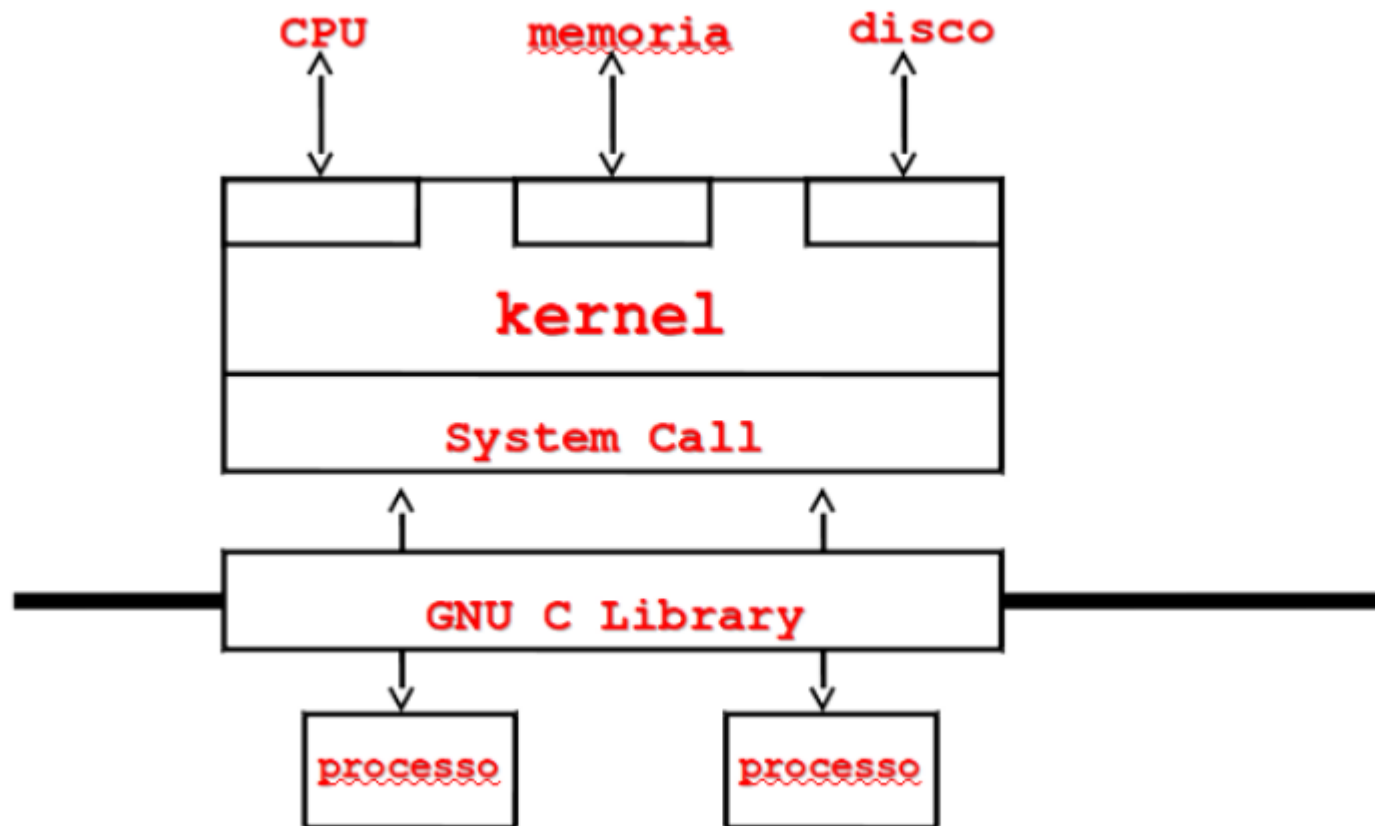 CPU memoria disco
kernel
System Call
GNU C Library
processo processo